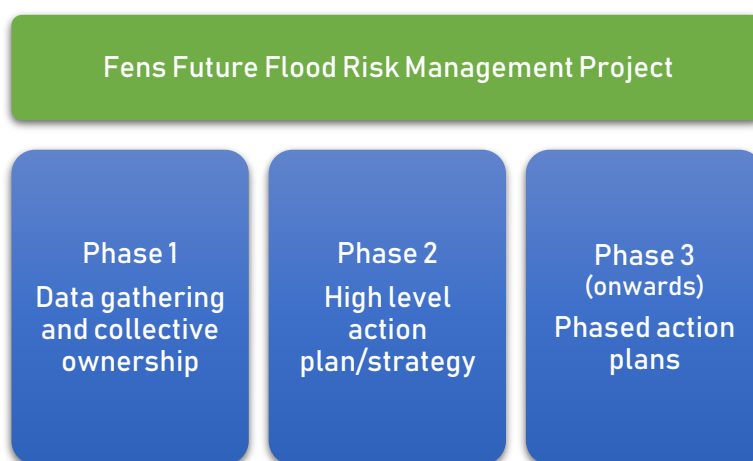 Fens Future Flood Risk Management Project
Phase 1
Data gathering
and collective
ownership
Phase 2
High level
action
plan/strategy
Phase 3
(onwards)
Phased action
plans